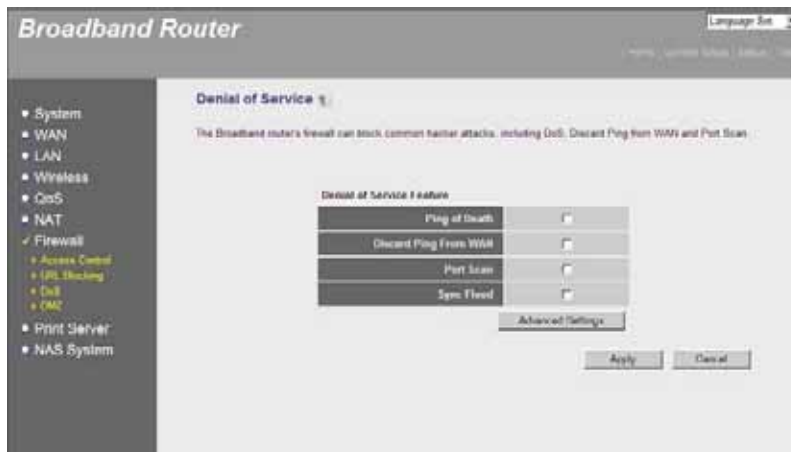 Broadband Router
Language Set
Denial of Service
The Broadband router's firewall can block common hacker attacks, including DoS, Discard Ping from WAN and Port Scan.
System
WAN
LAN
Wireless
QoS
NAT
Firewall
Access Control
URL Blocking
DoS
DMZ
Print Server
NAS System
Denial of Service Feature
Ping of Death
Discard Ping From WAN
Port Scan
Sync Flood
Advanced Settings
Apply
Cancel